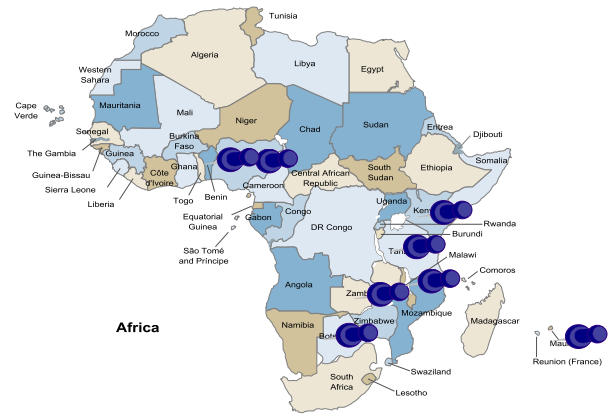 Tunisia
Morocco
Algeria
Libya
Egypt
Western
Sahara
Cape
Verde
Mauritania
Mali
Niger
Chad
Sudan
Eritrea
Djibouti
Senegal
The Gambia
Guinea-Bissau
Guinea
Sierra Leone
Liberia
Burkina
Faso
Côte
d'Ivoire
Ghana
Togo
Benin
Cameroon
Central African
Republic
South
Sudan
Ethiopia
Somalia
Equatorial
Guinea
São Tomé
and Príncipe
Gabon
Congo
DR Congo
Uganda
Rwanda
Burundi
Malawi
Comoros
Angola
Mozambique
Zimbabwe
Madagascar
Namibia
Reunion (France)
South
Africa
Swaziland
Lesotho
Africa